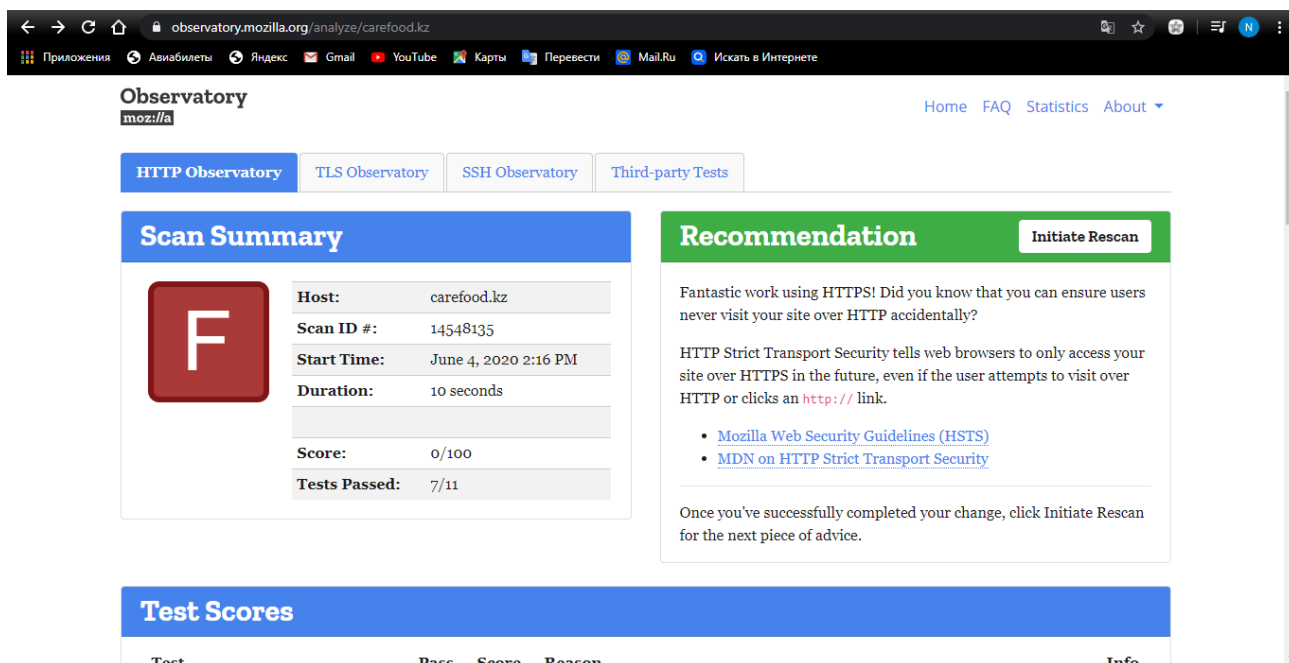 observatory.mozilla.org/analyze/carefood.kz
N
Приложения Авиабилеты Яндекс Gmail YouTube Карты Перевести Mail.Ru Искать в Интернете
Observatory
moz://a
Home FAQ Statistics About
HTTP Observatory TLS Observatory SSH Observatory Third-party Tests
Scan Summary
F
Host: carefood.kz
Scan ID #: 14548135
Start Time: June 4, 2020 2:16 PM
Duration: 10 seconds
Score: 0/100
Tests Passed: 7/11
Recommendation Initiate Rescan
Fantastic work using HTTPS! Did you know that you can ensure users
never visit your site over HTTP accidentally?
HTTP Strict Transport Security tells web browsers to only access your
site over HTTPS in the future, even if the user attempts to visit over
HTTP or clicks an http:// link.
• Mozilla Web Security Guidelines (HSTS)
• MDN on HTTP Strict Transport Security
Once you've successfully completed your change, click Initiate Rescan
for the next piece of advice.
Test Scores
Test Pass Score Reason Info